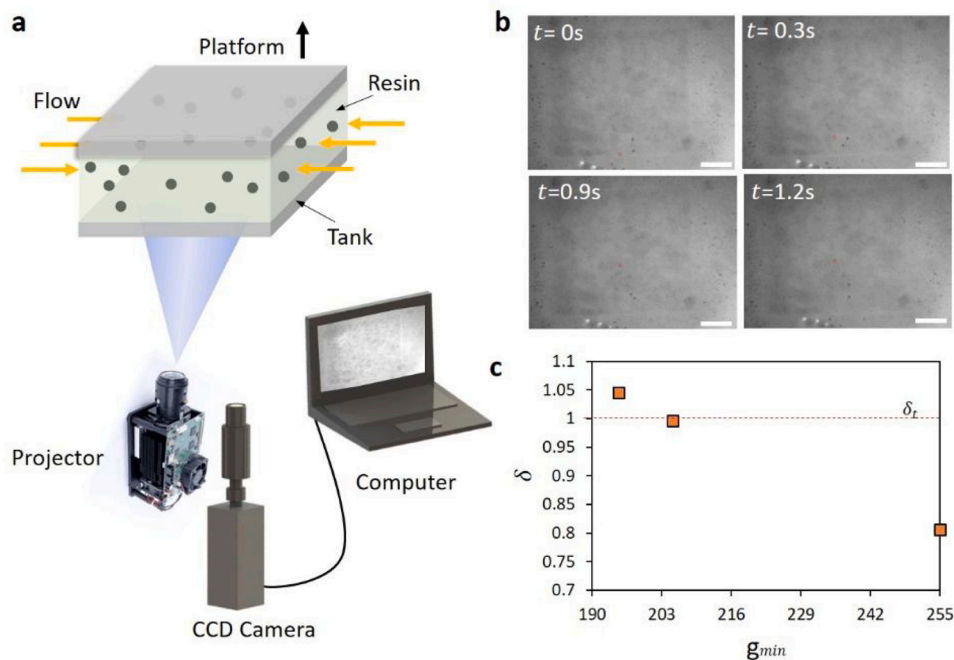 a
Platform
Resin
Flow
Tank
Projector
Computer
CCD Camera
b
t= 0s
t= 0.3s
t=0.9s
t=1.2s
c
1.1
1.05
1
0.95
0.9
0.85
0.8
0.75
0.7
δ
δt
190
203
216
229
242
255
gmin